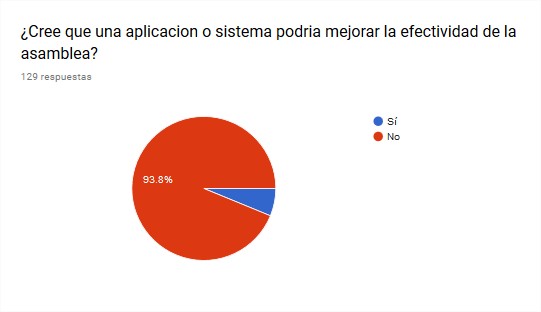 ¿Cree que una aplicacion o sistema podria mejorar la efectividad de la
asamblea?
129 respuestas
Sí
No
93.8%